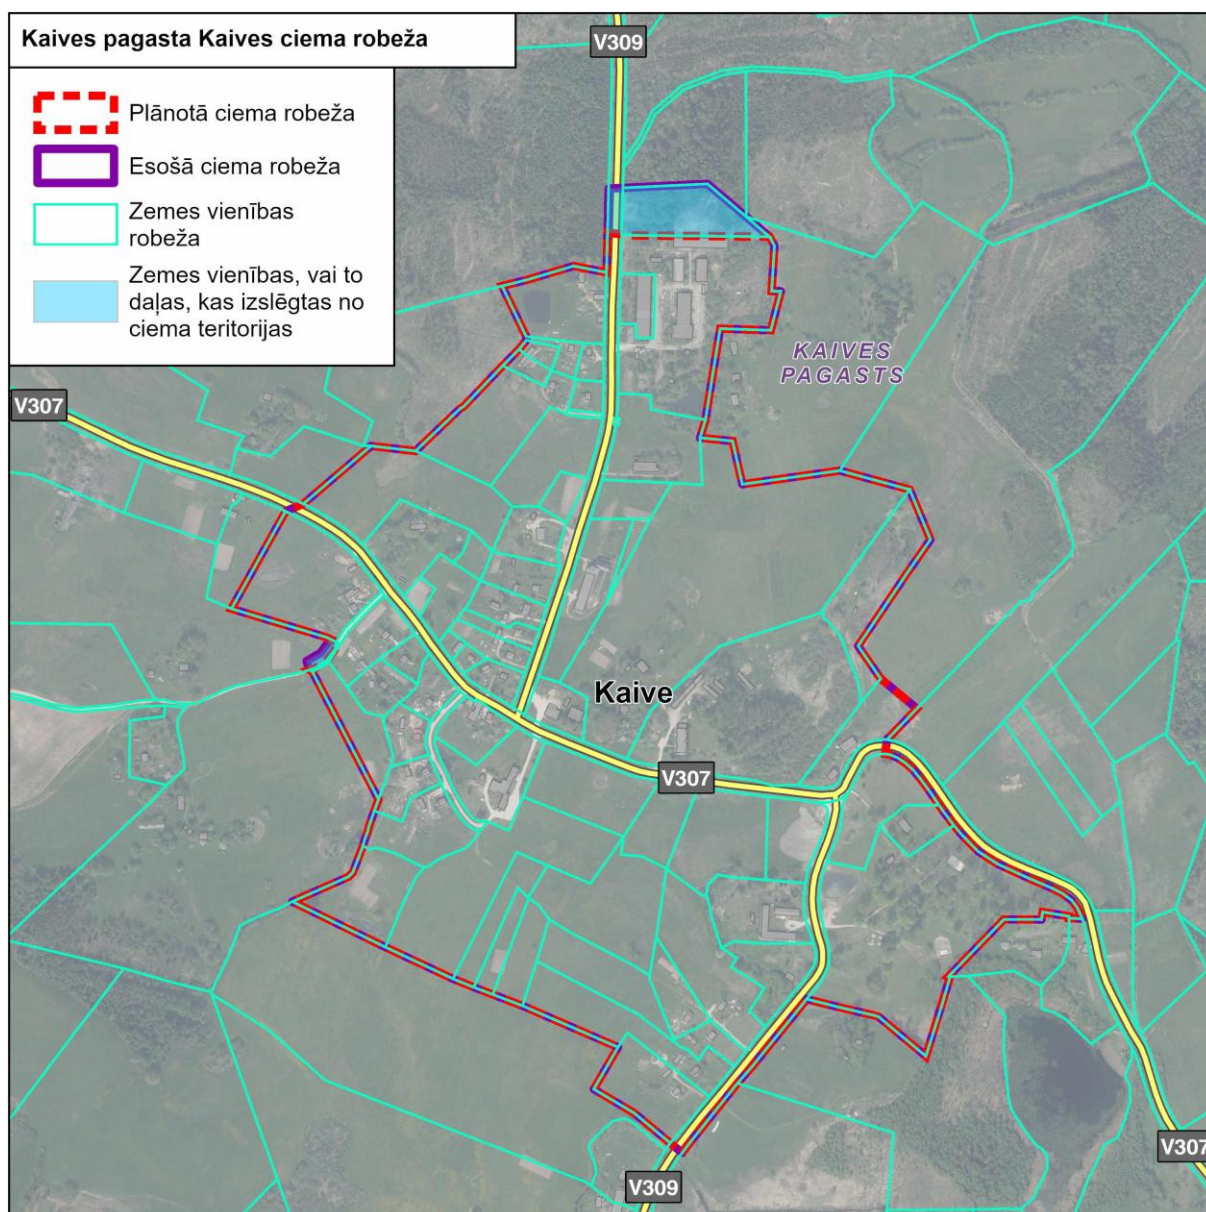 Kaives pagasta Kaives ciema robeža
Plānotā ciema robeža
Esošā ciema robeža
Zemes vienības
robeža
Zemes vienības, vai to
daļas, kas izslēgtas no
ciema teritorijas
V309
KAIVES
PAGASTS
V307
Kaive
V307
V307
V309